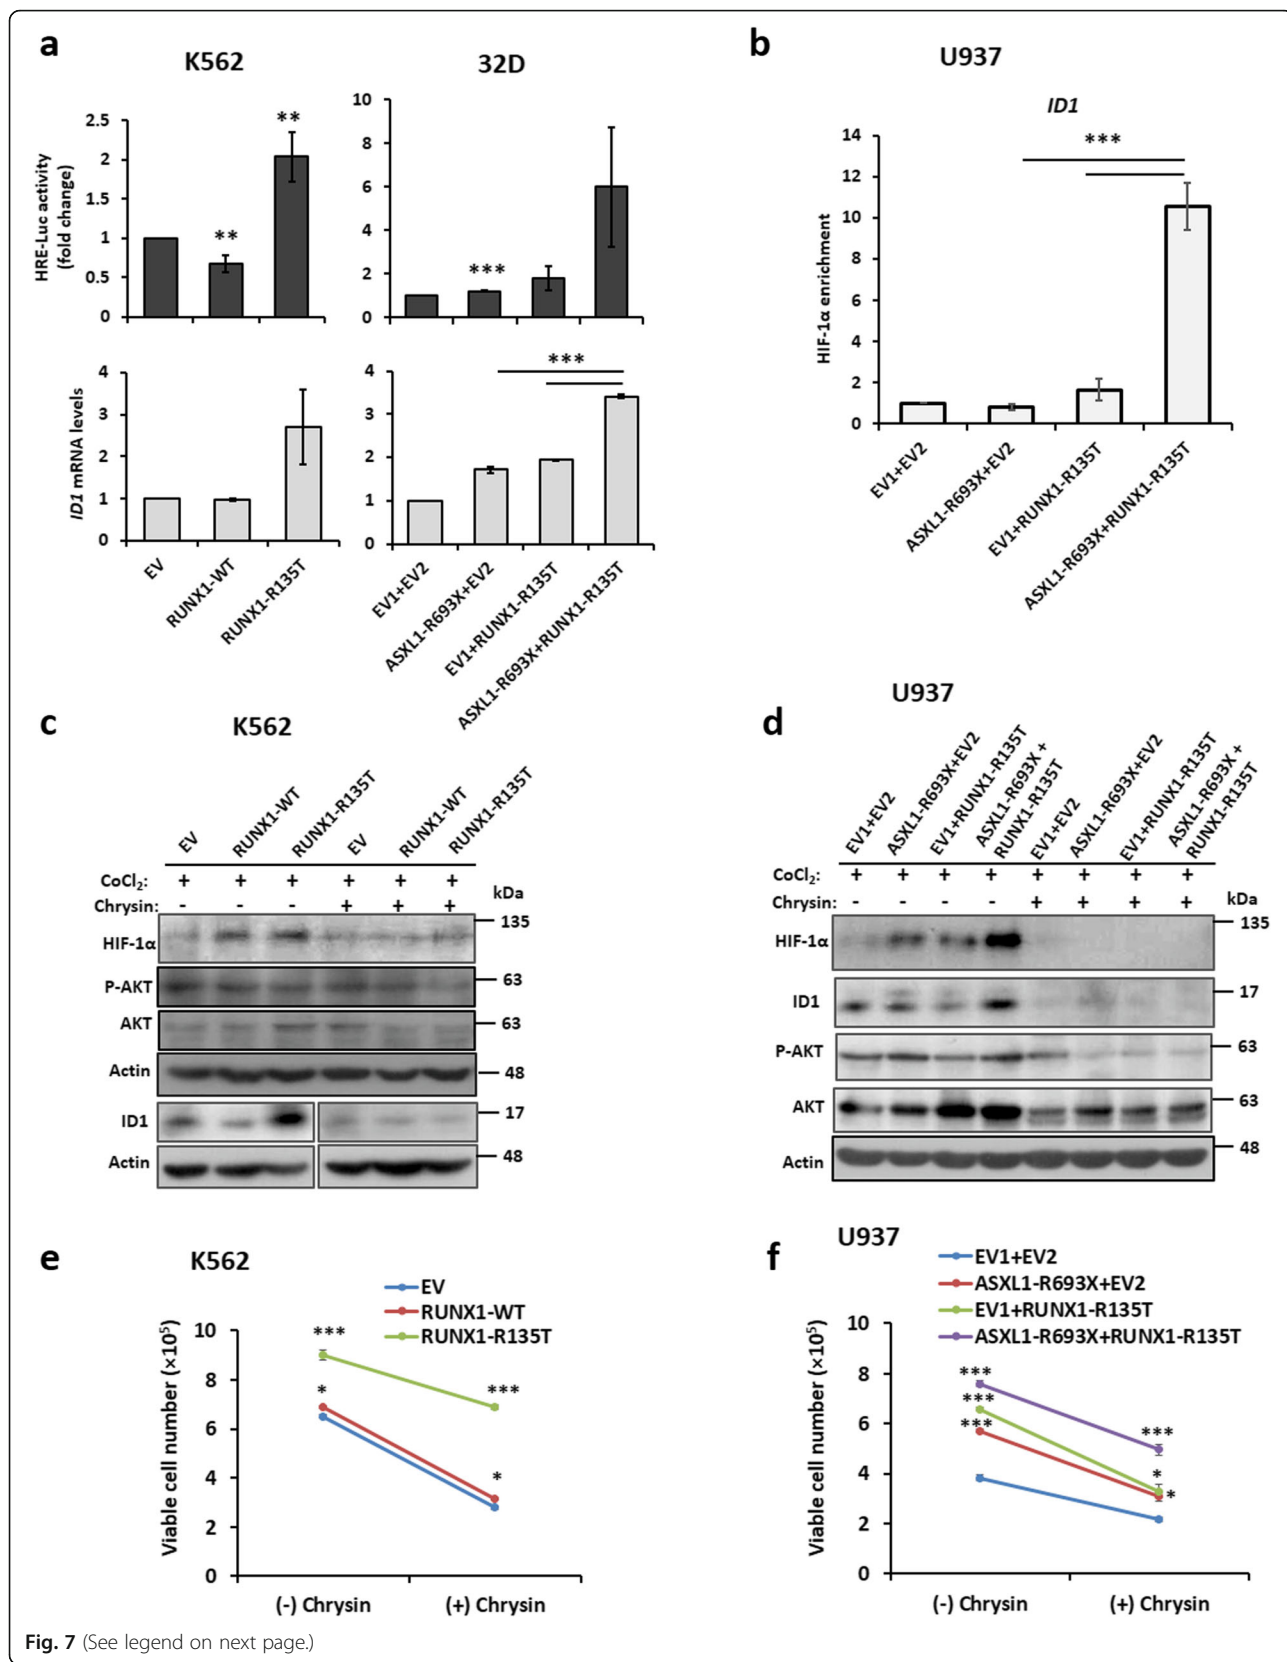 a
K562
32D
HRE-Luc activity
(fold change)
2.5
2
1.5
1
0.5
0
**
**
10
8
6
4
2
0
***
ID1 mRNA levels
4
3
2
1
0
EV
RUNX1-WT
RUNX1-R135T
4
3
2
1
0
***
EV1+EV2
ASXL1-R693X+EV2
EV1+RUNX1-R135T
ASXL1-R693X+RUNX1-R135T
b
U937
ID1
HIF-1α enrichment
14
12
10
8
6
4
2
0
***
EV1+EV2
ASXL1-R693X+EV2
EV1+RUNX1-R135T
ASXL1-R693X+RUNX1-R135T
c
K562
EV
RUNX1-WT
RUNX1-R135T
EV
RUNX1-WT
RUNX1-R135T
CoCl₂: + + + + + +
Chrysin: - - - + + +
kDa
HIF-1α
135
P-AKT
63
AKT
63
Actin
48
ID1
17
Actin
48
d
U937
EV1+EV2
ASXL1-R693X+EV2
EV1+RUNX1-R135T
ASXL1-R693X +
RUNX1-R135T
EV1+EV2
ASXL1-R693X+EV2
EV1+RUNX1-R135T
ASXL1-R693X +
RUNX1-R135T
CoCl₂: + + + + + + + +
Chrysin: - - - - + + + +
kDa
HIF-1α
135
ID1
17
P-AKT
63
AKT
63
Actin
48
e
K562
EV
RUNX1-WT
RUNX1-R135T
Viable cell number (×10⁵)
10
8
6
4
2
0
***
*
***
*
(-) Chrysin
(+) Chrysin
f
U937
EV1+EV2
ASXL1-R693X+EV2
EV1+RUNX1-R135T
ASXL1-R693X+RUNX1-R135T
Viable cell number (×10⁵)
10
8
6
4
2
0
***
***
***
***
*
*
(-) Chrysin
(+) Chrysin
Fig. 7 (See legend on next page.)